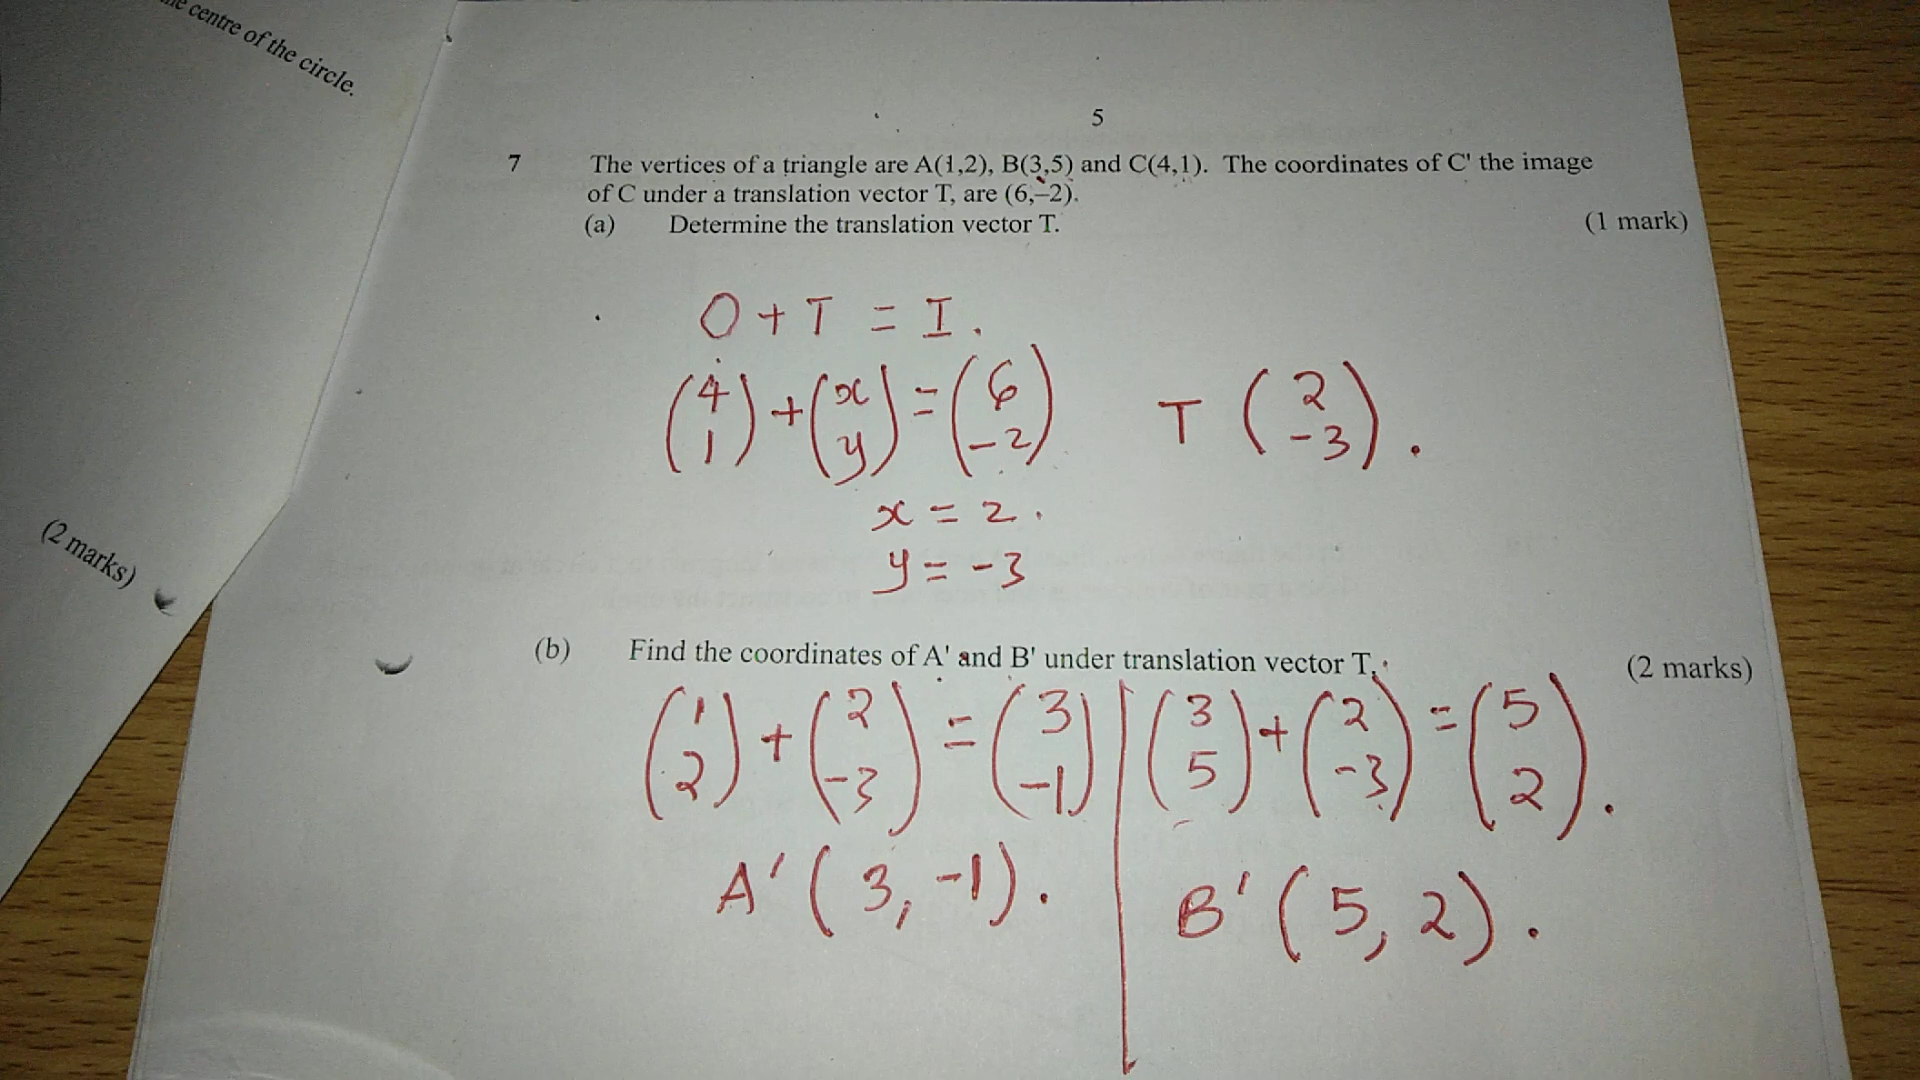 he centre of the circle.
(2 marks)
5
7 The vertices of a triangle are A(1,2), B(3,5) and C(4,1). The coordinates of C' the image
of C under a translation vector T, are (6,–2).
(a) Determine the translation vector T. (1 mark)
O + T = I.
(4 1) + (x y) = (6 -2) T (2 -3).
x = 2.
y = -3
(b) Find the coordinates of A' and B' under translation vector T. (2 marks)
(1 2) + (2 -3) = (3 -1) | (3 5) + (2 -3) = (5 2).
A' (3, -1). | B' (5, 2).